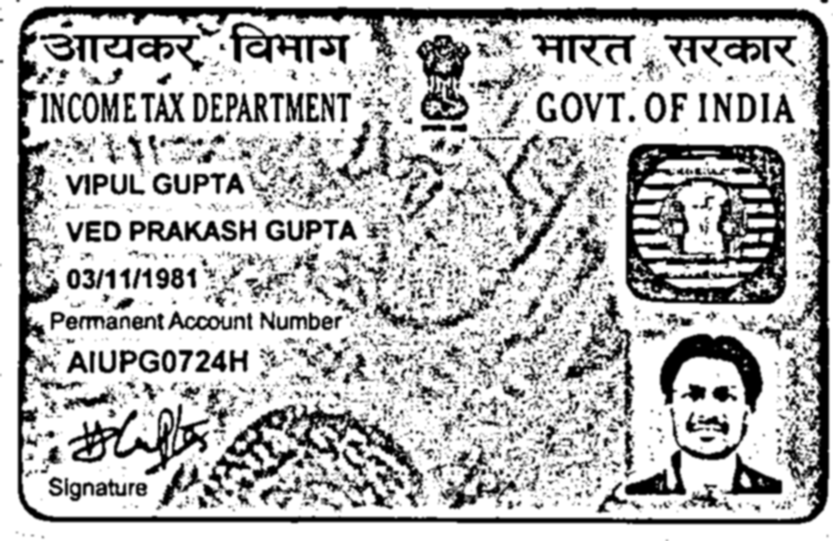 आयकर विभाग
भारत सरकार
INCOME TAX DEPARTMENT
GOVT. OF INDIA
VIPUL GUPTA
VED PRAKASH GUPTA
03/11/1981
Permanent Account Number
AIUPG0724H
Signature